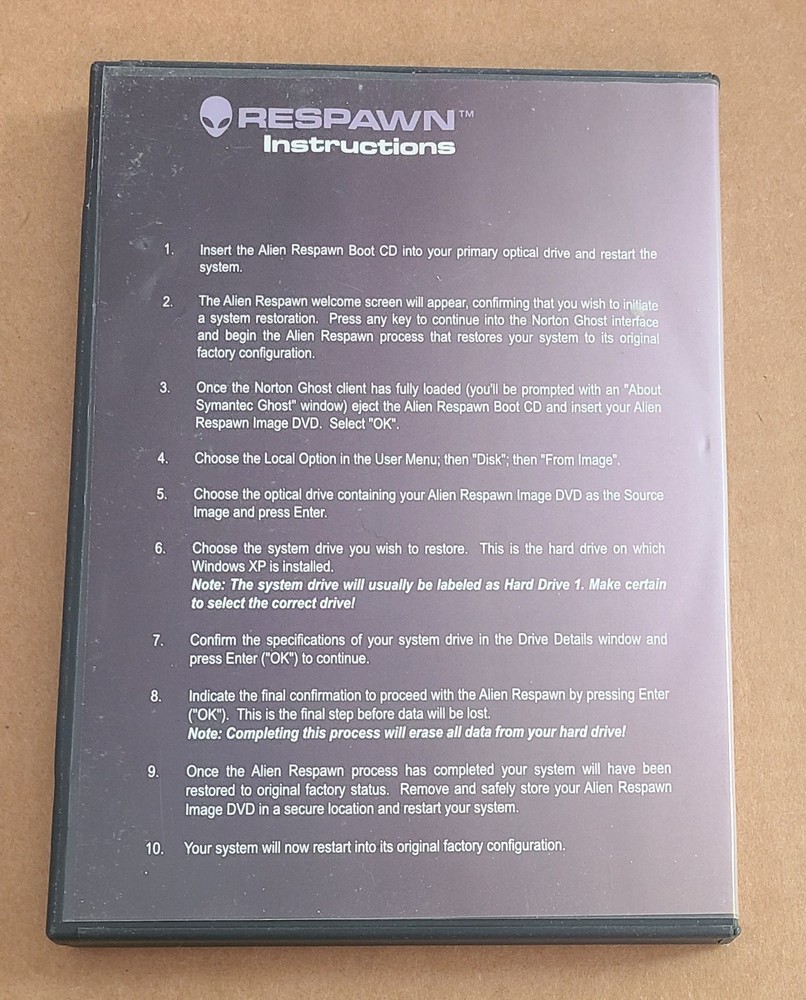 RESPAWN™
Instructions
1. Insert the Alien Respawn Boot CD into your primary optical drive and restart the
system.
2. The Alien Respawn welcome screen will appear, confirming that you wish to initiate
a system restoration. Press any key to continue into the Norton Ghost interface
and begin the Alien Respawn process that restores your system to its original
factory configuration.
3. Once the Norton Ghost client has fully loaded (you'll be prompted with an "About
Symantec Ghost" window) eject the Alien Respawn Boot CD and insert your Alien
Respawn Image DVD. Select "OK".
4. Choose the Local Option in the User Menu; then "Disk"; then "From Image".
5. Choose the optical drive containing your Alien Respawn Image DVD as the Source
Image and press Enter.
6. Choose the system drive you wish to restore. This is the hard drive on which
Windows XP is installed.
Note: The system drive will usually be labeled as Hard Drive 1. Make certain
to select the correct drive!
7. Confirm the specifications of your system drive in the Drive Details window and
press Enter ("OK") to continue.
8. Indicate the final confirmation to proceed with the Alien Respawn by pressing Enter
("OK"). This is the final step before data will be lost.
Note: Completing this process will erase all data from your hard drive!
9. Once the Alien Respawn process has completed your system will have been
restored to original factory status. Remove and safely store your Alien Respawn
Image DVD in a secure location and restart your system.
10. Your system will now restart into its original factory configuration.